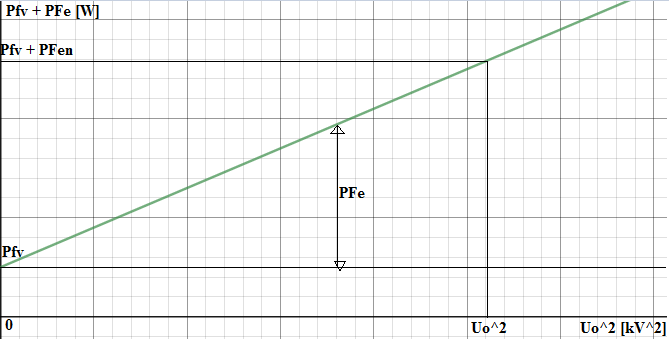 Pfv + PFe [W]
Pfv + PFen
PFe
Pfv
0
Uo^2
Uo^2 [kV^2]